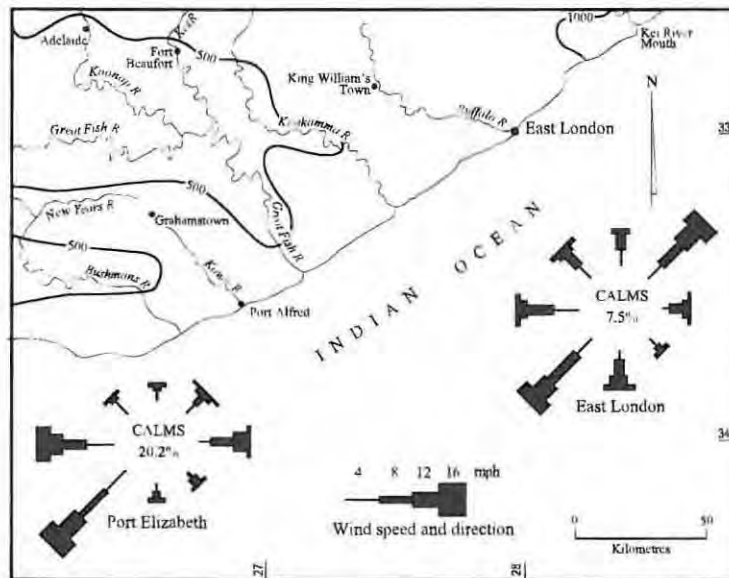 1000
Adelaide
Kat R
Fort
Beaufort
500
Kei River
Mouth
Koonap R
King William's
Town
N
Buffalo R
East London
33
Great Fish R
Keiskamma R
500
New Years R
Grahamstown
Great Fish R
500
Bushmans R
Kowie R
Port Alfred
INDIAN OCEAN
CALMS
7.5%
East London
CALMS
20.2%
Port Elizabeth
34
4 8 12 16 mph
Wind speed and direction
0 50
Kilometres
27
28